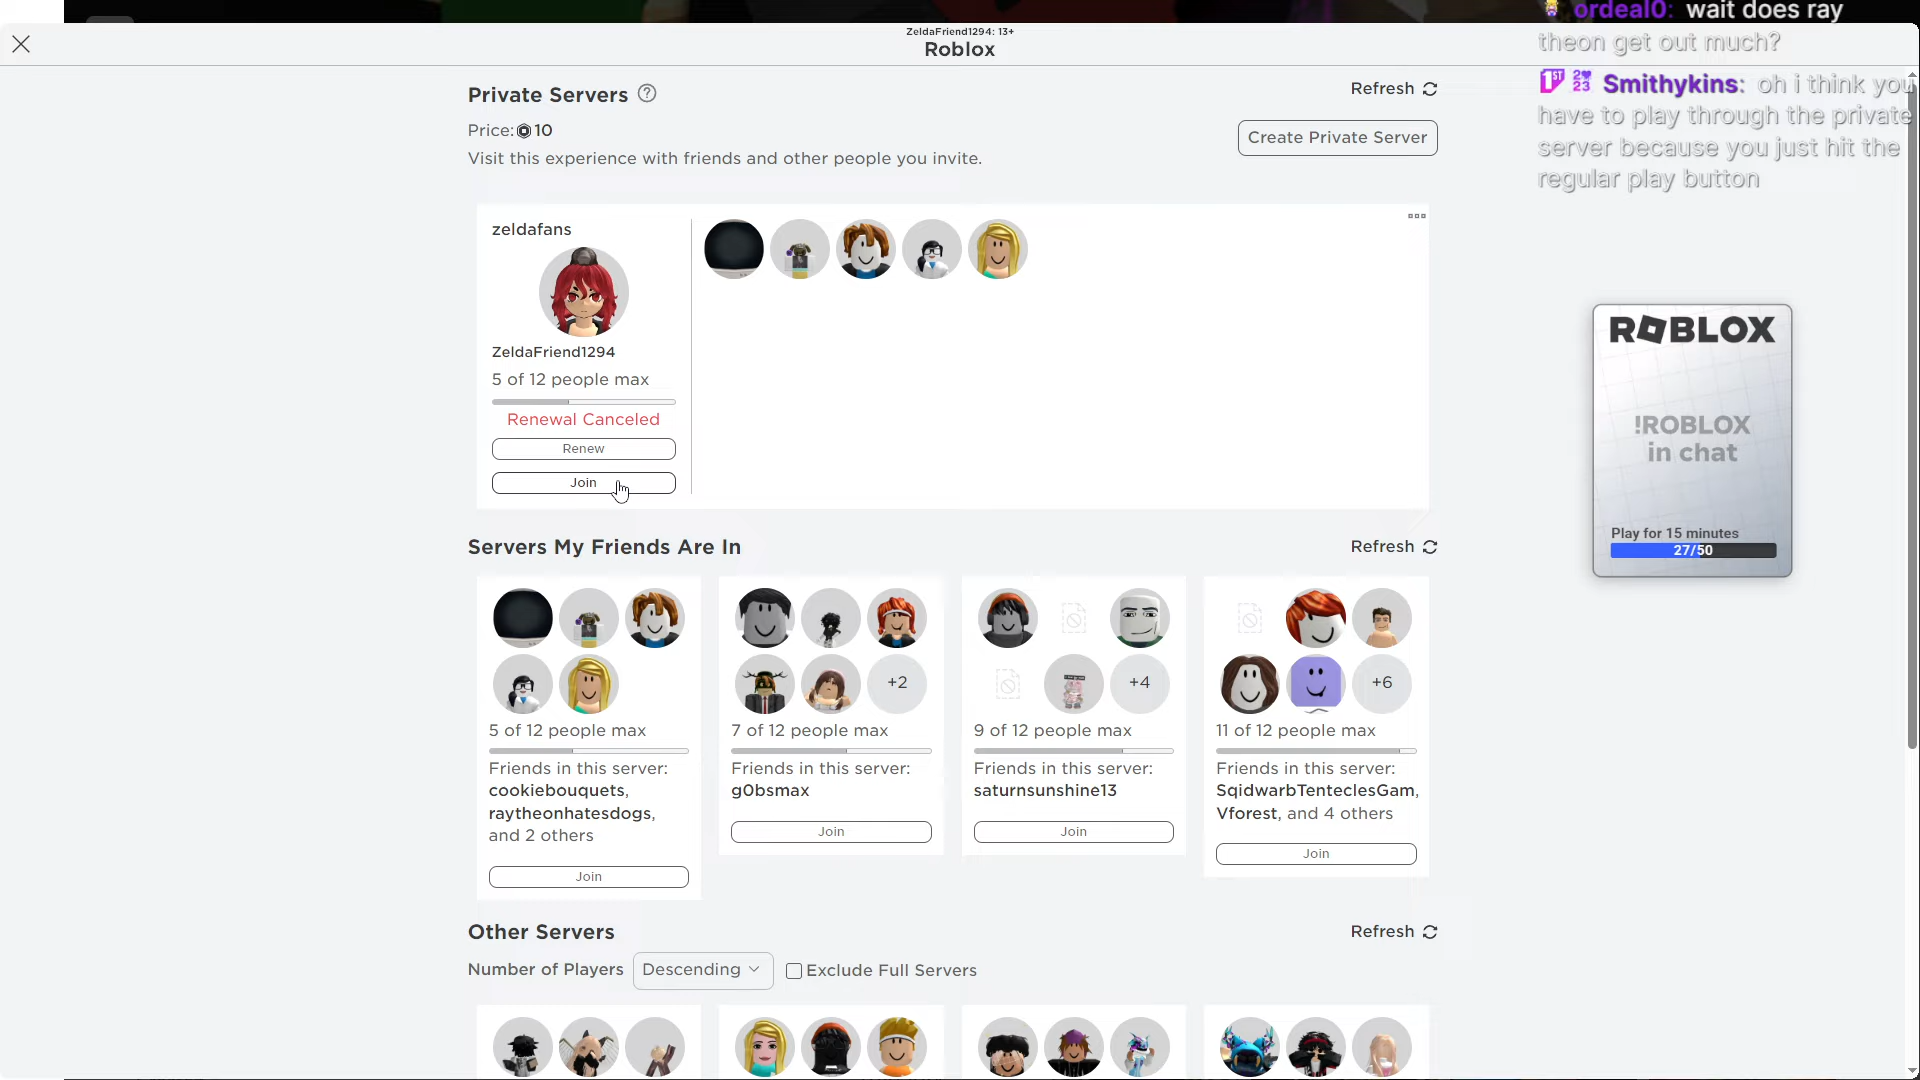 ordeal0: wait does ray
theon get out much?
Smithykins: oh i think you
have to play through the private
server because you just hit the
regular play button
ZeldaFriend1294: 13+
Roblox
Private Servers ?
Refresh
Price: 10
Create Private Server
Visit this experience with friends and other people you invite.
zeldafans
ZeldaFriend1294
5 of 12 people max
Renewal Canceled
Renew
Join
ROBLOX
!ROBLOX
in chat
Play for 15 minutes
27/50
Servers My Friends Are In
Refresh
5 of 12 people max
Friends in this server:
cookiebouquets,
raytheonhatesdogs,
and 2 others
Join
+2
7 of 12 people max
Friends in this server:
g0bsmax
Join
+4
9 of 12 people max
Friends in this server:
saturnsunshine13
Join
+6
11 of 12 people max
Friends in this server:
SqidwarbTenteclesGam,
Vforest, and 4 others
Join
Other Servers
Refresh
Number of Players Descending Exclude Full Servers